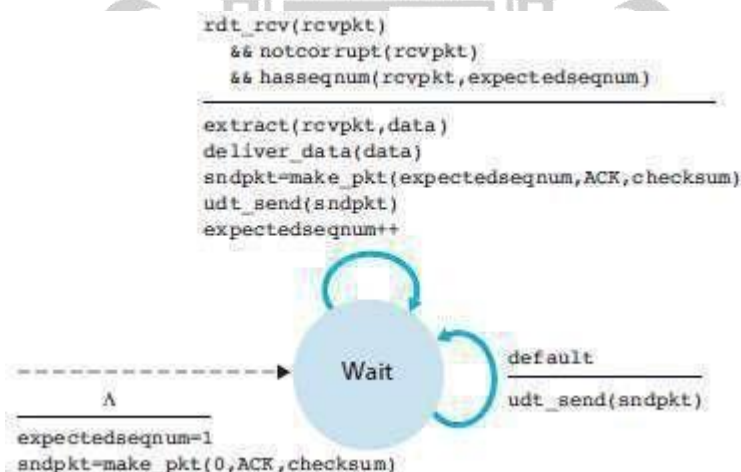 rdt_rcv(rcvpkt)
&& notcorrupt(rcvpkt)
&& hasseqnum(rcvpkt,expectedseqnum)
extract(rcvpkt,data)
deliver_data(data)
sndpkt=make_pkt(expectedseqnum,ACK,checksum)
udt_send(sndpkt)
expectedseqnum++
Wait
default
udt_send(sndpkt)
Λ
expectedseqnum=1
sndpkt=make_pkt(0,ACK,checksum)